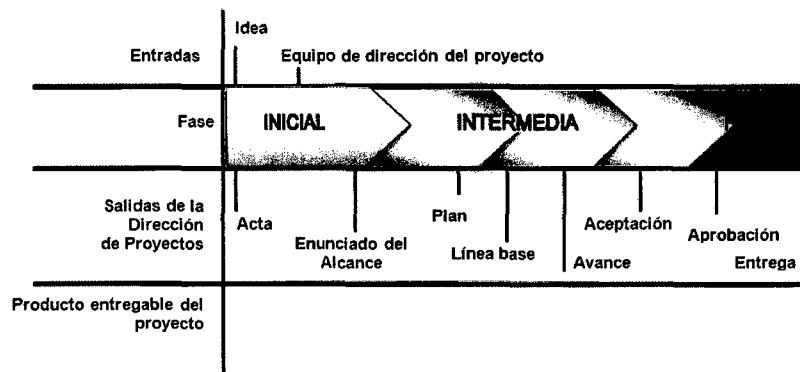 Idea
Entradas
Equipo de dirección del proyecto
Fase
INICIAL
INTERMEDIA
Salidas de la
Dirección
de Proyectos
Acta
Enunciado del
Alcance
Plan
Línea base
Avance
Aceptación
Aprobación
Entrega
Producto entregable del
proyecto